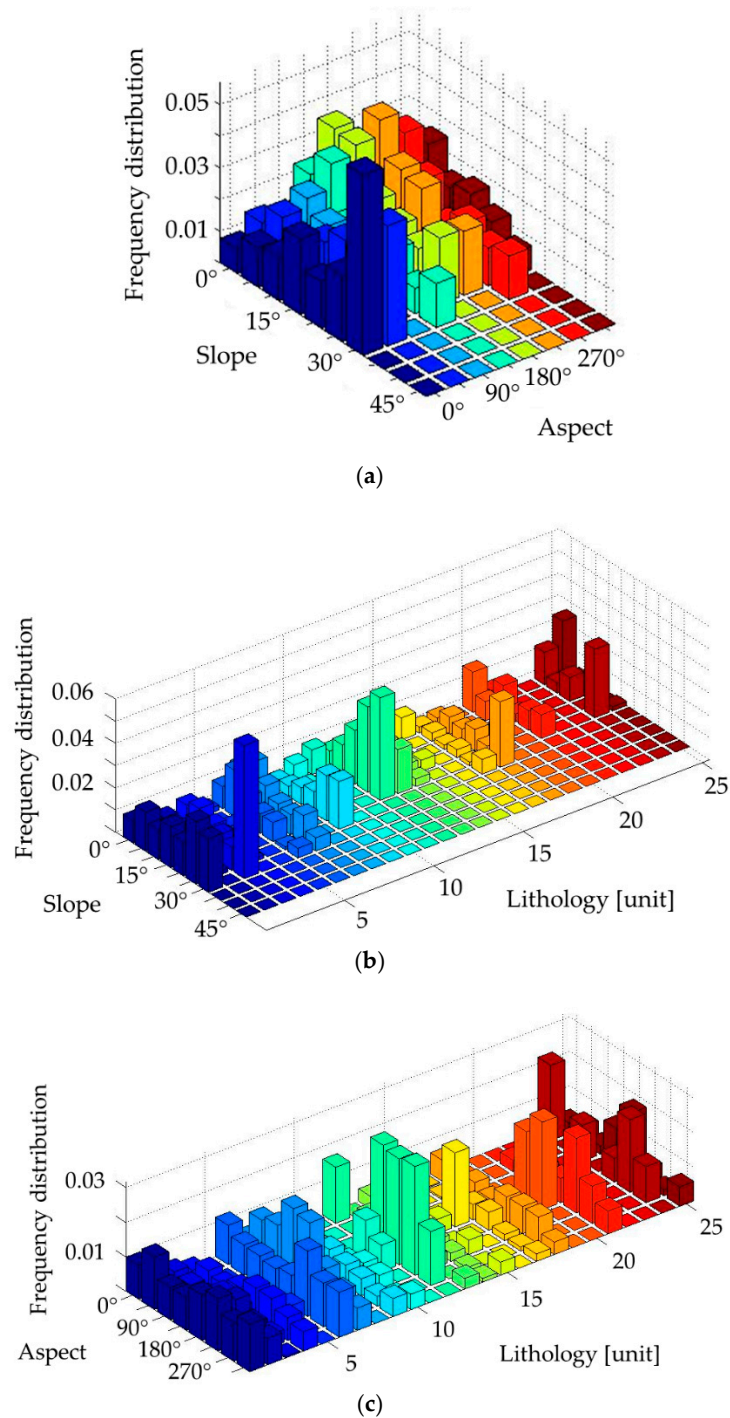 Frequency distribution
0.05
0.03
0.01
0°
15°
30°
45°
Slope
0°
90°
180°
270°
Aspect
(a)
Frequency distribution
0.06
0.04
0.02
0°
15°
30°
45°
Slope
5
10
15
20
25
Lithology [unit]
(b)
Frequency distribution
0.03
0.01
0°
90°
180°
270°
Aspect
5
10
15
20
25
Lithology [unit]
(c)